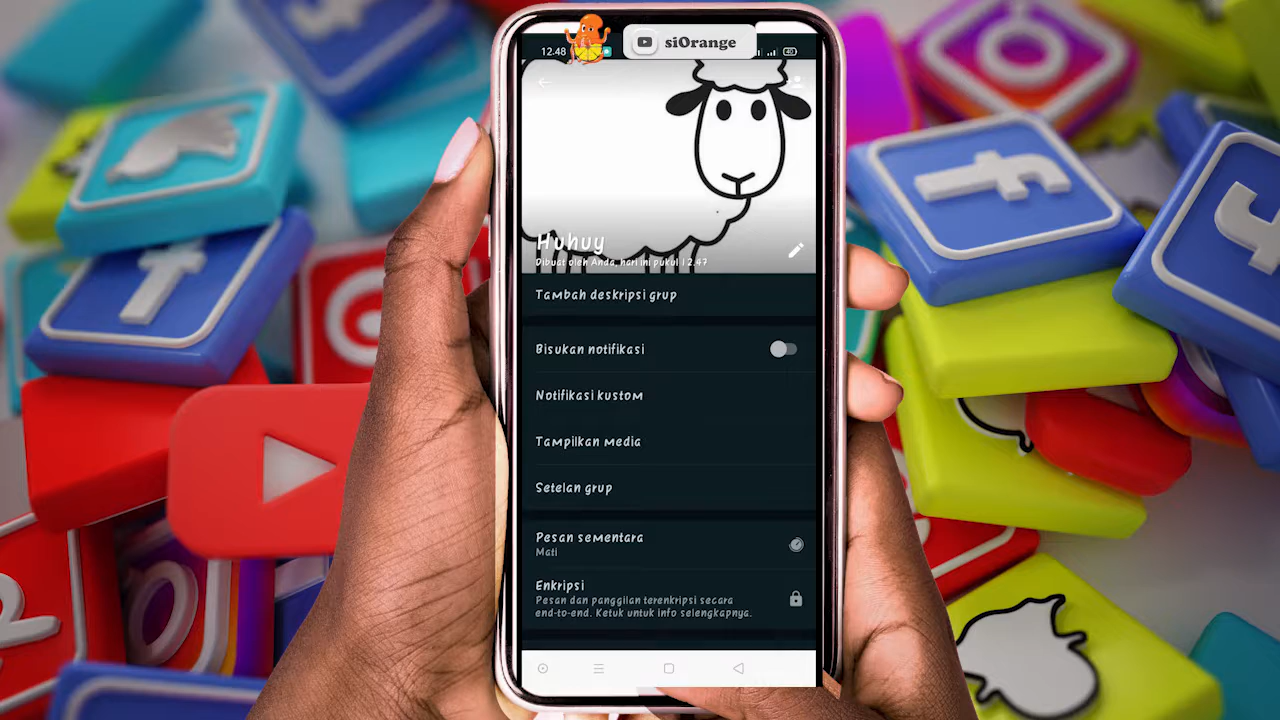 12.48
siOrange
Huhuy
Dibuat oleh Anda, hari ini pukul 12.47
Tambah deskripsi grup
Bisukan notifikasi
Notifikasi kustom
Tampilkan media
Setelan grup
Pesan sementara
Mati
Enkripsi
Pesan dan panggilan terenkripsi secara
end-to-end. Ketuk untuk info selengkapnya.